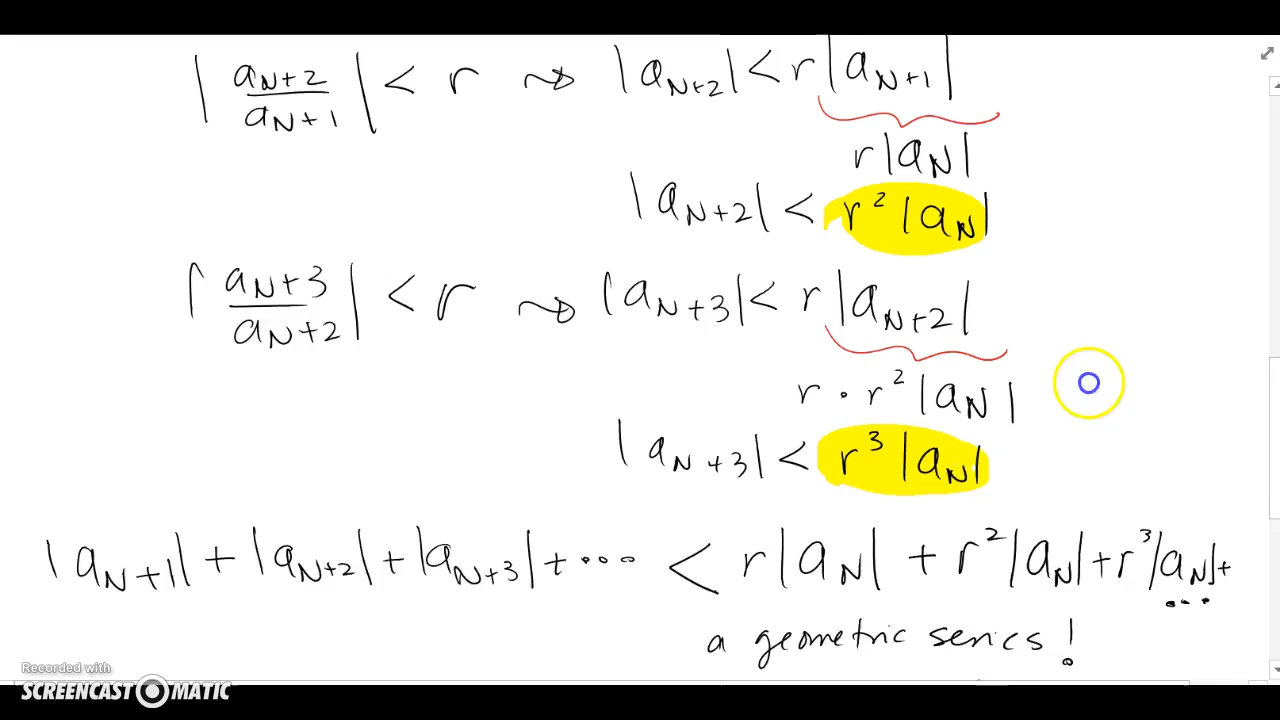 |a_{N+2}/a_{N+1}| < r ⇝ |a_{N+2}| < r|a_{N+1}|
r|a_N|
|a_{N+2}| < r²|a_N|
|a_{N+3}/a_{N+2}| < r ⇝ |a_{N+3}| < r|a_{N+2}|
r · r²|a_N|
|a_{N+3}| < r³|a_N|
|a_{N+1}| + |a_{N+2}| + |a_{N+3}| + ··· < r|a_N| + r²|a_N| + r³|a_N| +
...
a geometric series!
Recorded with
SCREENCAST-O-MATIC